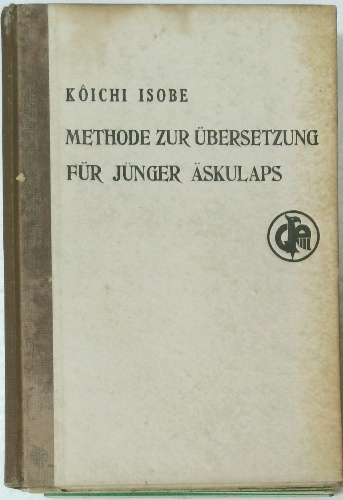 KÔICHI ISOBE
METHODE ZUR ÜBERSETZUNG
FÜR JÜNGER ÄSKULAPS